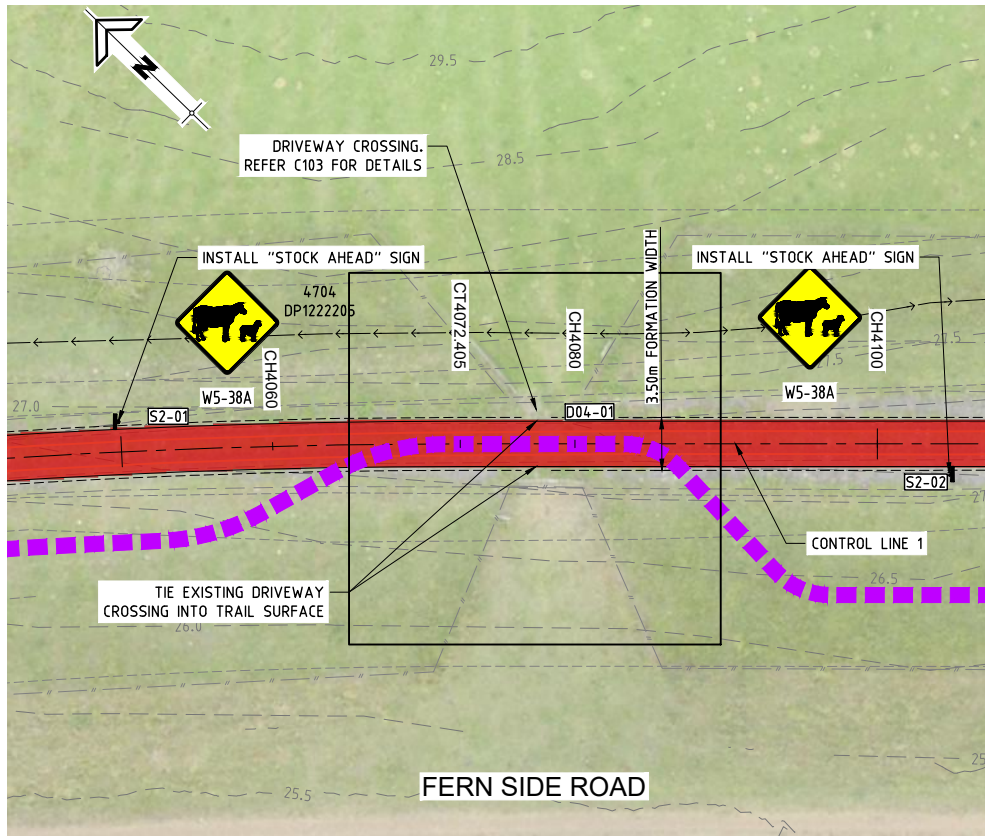 N
29.5
DRIVEWAY CROSSING.
REFER C103 FOR DETAILS
28.5
INSTALL "STOCK AHEAD" SIGN
3.50m FORMATION WIDTH
INSTALL "STOCK AHEAD" SIGN
4704
DP1222205
CT4072.405
CH4080
CH4100
27.5
27.5
CH4060
W5-38A
W5-38A
27.0
S2-01
D04-01
S2-02
CONTROL LINE 1
26.5
TIE EXISTING DRIVEWAY
CROSSING INTO TRAIL SURFACE
26.0
FERN SIDE ROAD
25.5